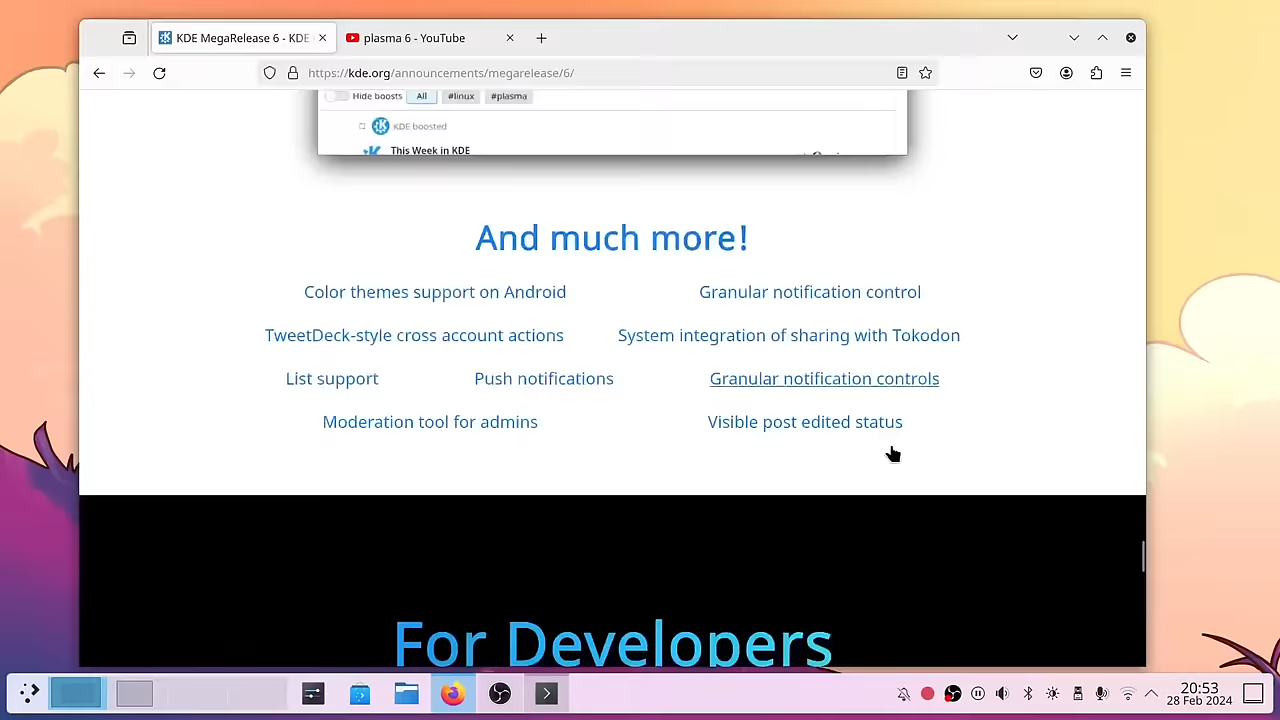 KDE MegaRelease 6 - KDE
plasma 6 - YouTube
https://kde.org/announcements/megarelease/6/
Hide boosts All #linux #plasma
KDE boosted
This Week in KDE
And much more!
Color themes support on Android Granular notification control
TweetDeck-style cross account actions System integration of sharing with Tokodon
List support Push notifications Granular notification controls
Moderation tool for admins Visible post edited status
For Developers
20:53
28 Feb 2024